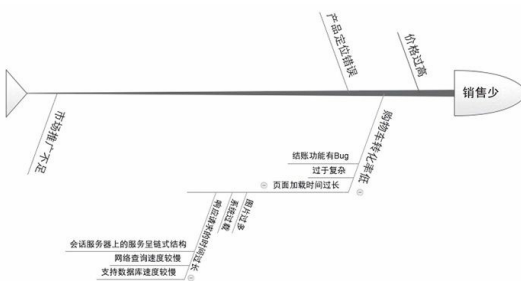 产品定位错误
价格过高
销售少
市场推广不足
购物车转化率低
结账功能有Bug
过于复杂
页面加载时间过长
图片过多
系统过载
响应请求的时间过长
会话服务器上的服务呈链式结构
网络查询速度较慢
支持数据库速度较慢